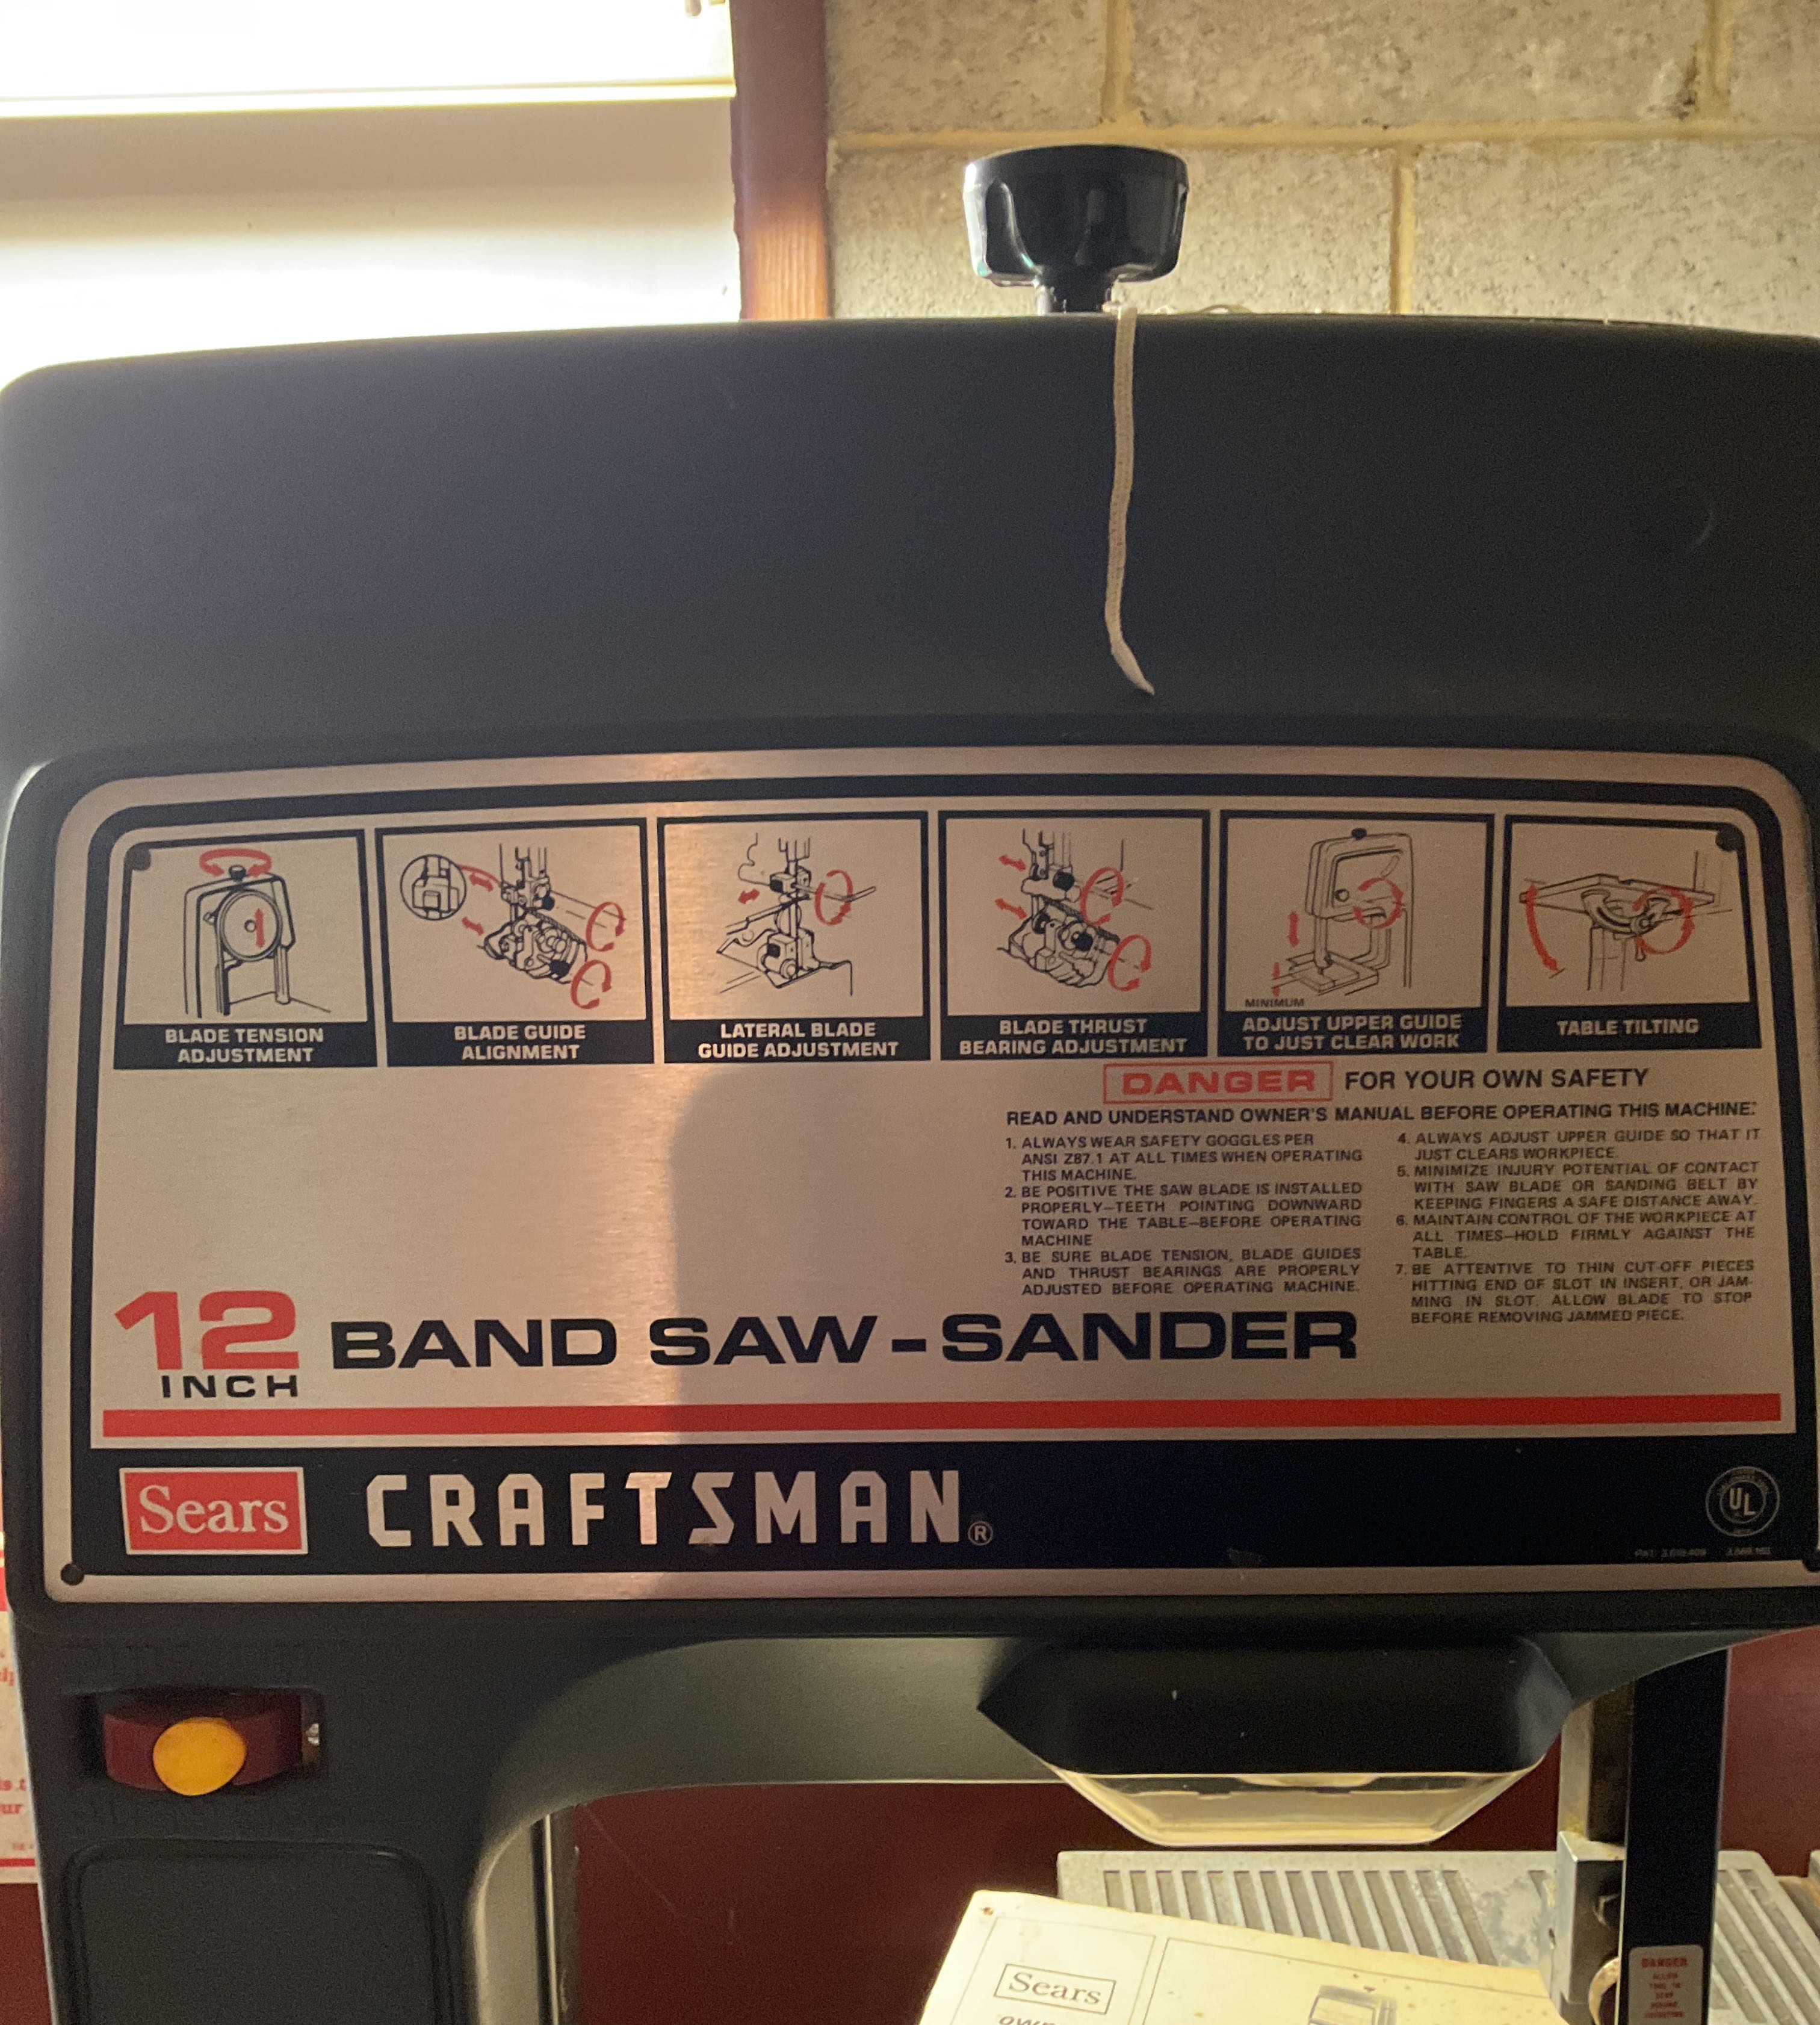 BLADE TENSION
ADJUSTMENT
BLADE GUIDE
ALIGNMENT
LATERAL BLADE
GUIDE ADJUSTMENT
BLADE THRUST
BEARING ADJUSTMENT
MINIMUM
ADJUST UPPER GUIDE
TO JUST CLEAR WORK
TABLE TILTING
DANGER FOR YOUR OWN SAFETY
READ AND UNDERSTAND OWNER'S MANUAL BEFORE OPERATING THIS MACHINE.
1. ALWAYS WEAR SAFETY GOGGLES PER
ANSI Z87.1 AT ALL TIMES WHEN OPERATING
THIS MACHINE.
2. BE POSITIVE THE SAW BLADE IS INSTALLED
PROPERLY—TEETH POINTING DOWNWARD
TOWARD THE TABLE—BEFORE OPERATING
MACHINE
3. BE SURE BLADE TENSION, BLADE GUIDES
AND THRUST BEARINGS ARE PROPERLY
ADJUSTED BEFORE OPERATING MACHINE.
4. ALWAYS ADJUST UPPER GUIDE SO THAT IT
JUST CLEARS WORKPIECE.
5. MINIMIZE INJURY POTENTIAL OF CONTACT
WITH SAW BLADE OR SANDING BELT BY
KEEPING FINGERS A SAFE DISTANCE AWAY.
6. MAINTAIN CONTROL OF THE WORKPIECE AT
ALL TIMES—HOLD FIRMLY AGAINST THE
TABLE.
7. BE ATTENTIVE TO THIN CUT-OFF PIECES
HITTING END OF SLOT IN INSERT, OR JAM-
MING IN SLOT. ALLOW BLADE TO STOP
BEFORE REMOVING JAMMED PIECE.
12
INCH
BAND SAW-SANDER
Sears CRAFTSMAN®
UL
Sears
DANGER